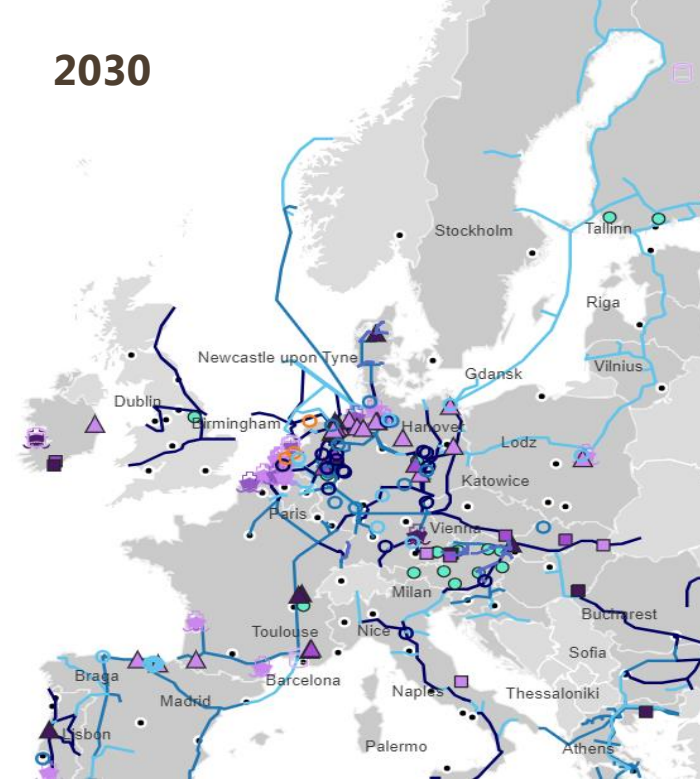 2030
Stockholm
Tallinn
Riga
Newcastle upon Tyne
Vilnius
Gdansk
Dublin
Birmingham
Hanover
Lodz
Katowice
Paris
Vienna
Milan
Bucharest
Toulouse
Nice
Sofia
Braga
Barcelona
Naples
Thessaloniki
Madrid
Lisbon
Palermo
Athens